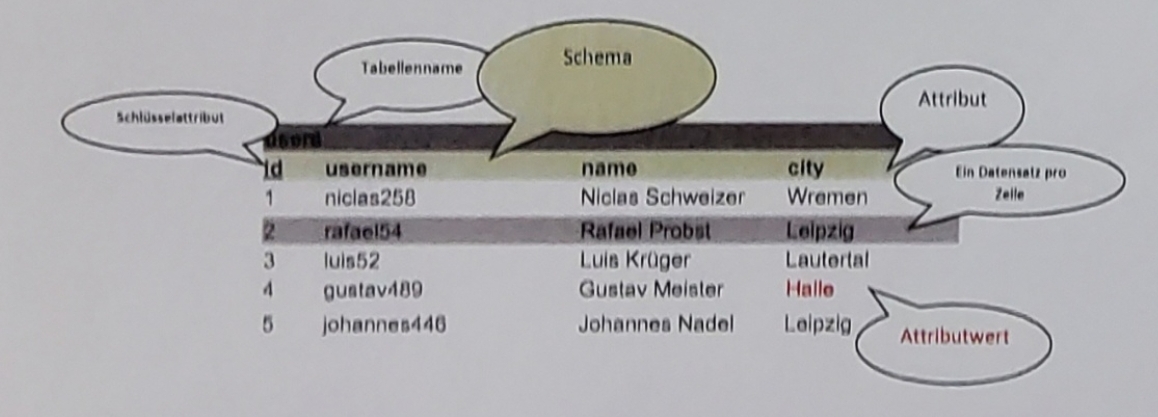 Schema
Tabellenname
Attribut
Schlüsselattribut
users
id username name city
Ein Datensatz pro
Zeile
1 niclas258 Niclas Schweizer Wremen
2 rafael54 Rafael Probst Leipzig
3 luis52 Luis Krüger Lautertal
4 gustav489 Gustav Meister Halle
5 johannes446 Johannes Nadel Leipzig
Attributwert